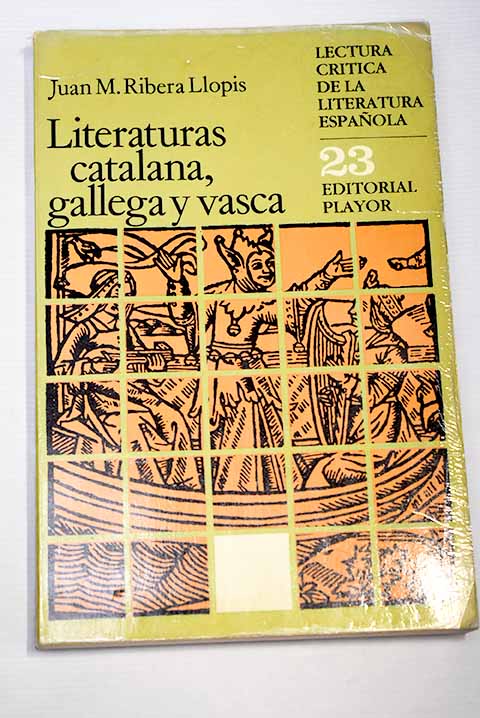 Juan M. Ribera Llopis
Literaturas
catalana,
gallega y vasca
LECTURA
CRITICA
DE LA
LITERATURA
ESPAÑOLA
23
EDITORIAL
PLAYOR